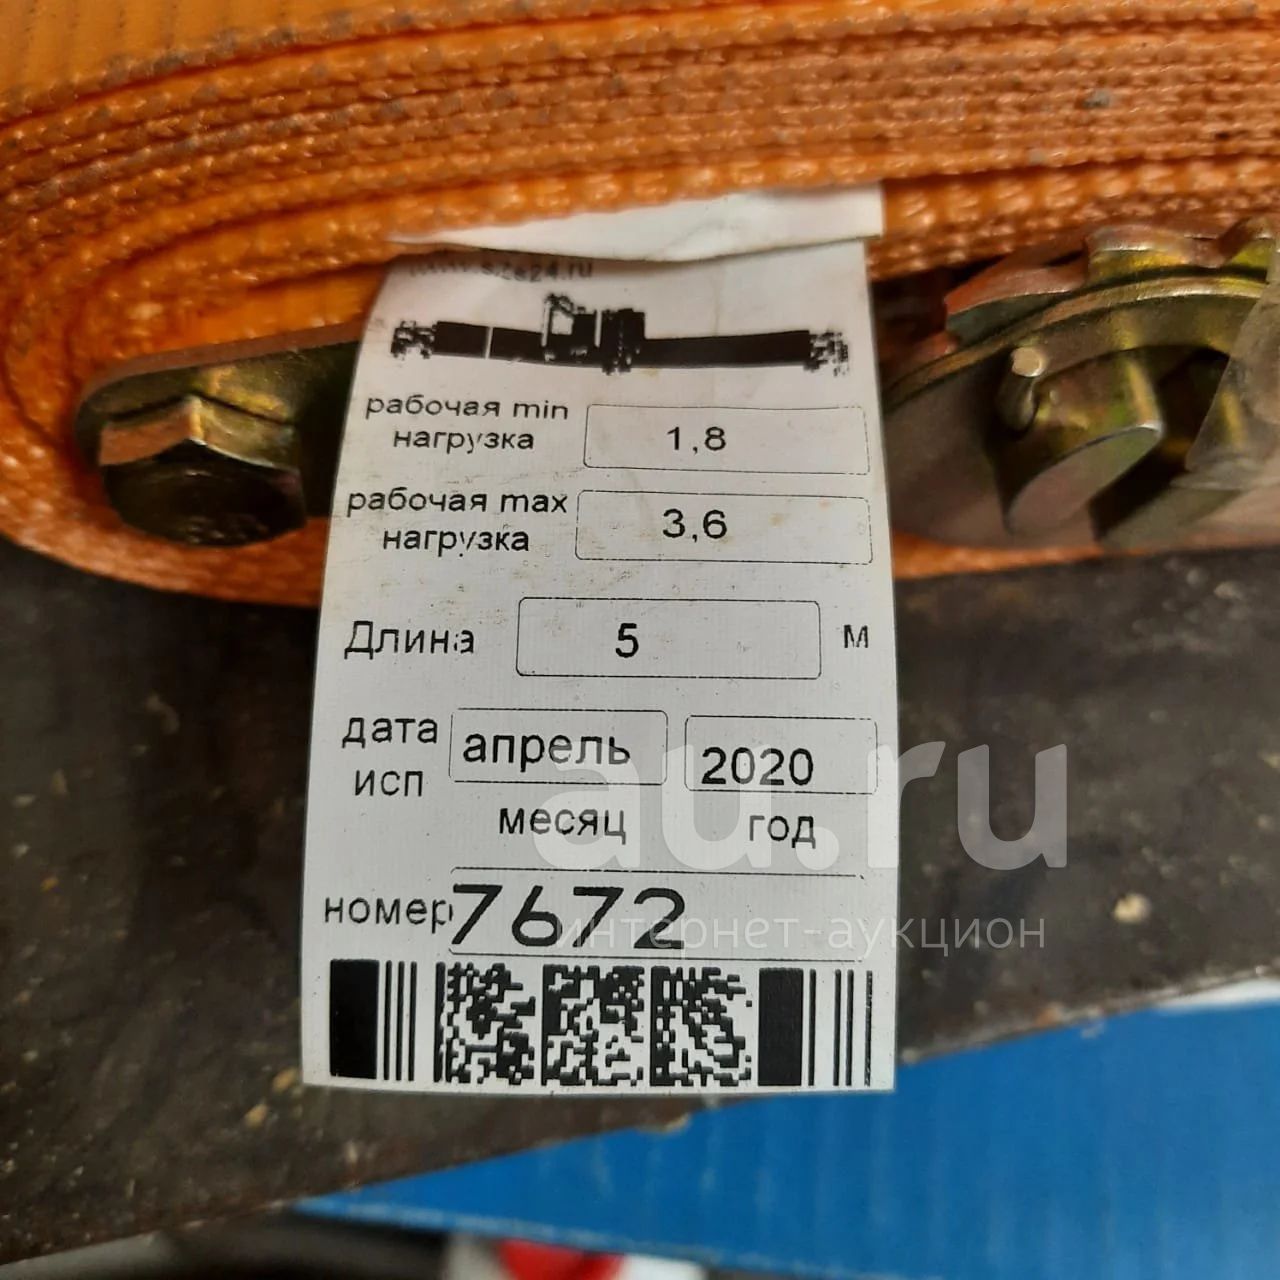 рабочая min
нагрузка
1,8
рабочая max
нагрузка
3,6
Длина 5 м
дата
исп
апрель 2020
месяц год
номер 7672
au.ru
интернет-аукцион